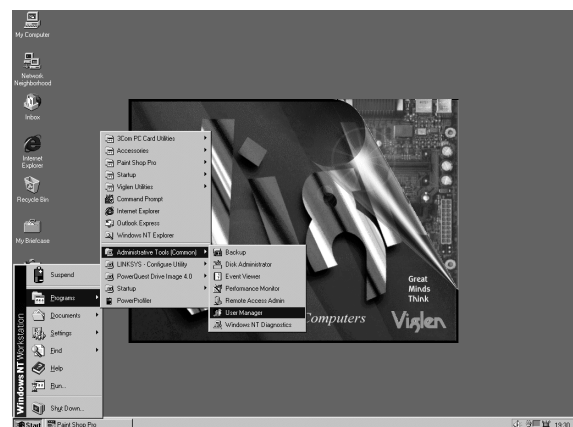 My Computer
Network
Neighborhood
Inbox
Internet
Explorer
Recycle Bin
My Briefcase
3Com PC Card Utilities
Accessories
Paint Shop Pro
Startup
Viglen Utilities
Command Prompt
Internet Explorer
Outlook Express
Windows NT Explorer
Administrative Tools (Common)
LINKSYS - Configure Utility
PowerQuest Drive Image 4.0
Startup
PowerProfiler
Backup
Disk Administrator
Event Viewer
Performance Monitor
Remote Access Admin
User Manager
Windows NT Diagnostics
Suspend
Programs
Documents
Settings
Find
Help
Run...
Shut Down...
Windows NT Workstation
Great
Minds
Think
Computers
Viglen
Start
Paint Shop Pro
19:30